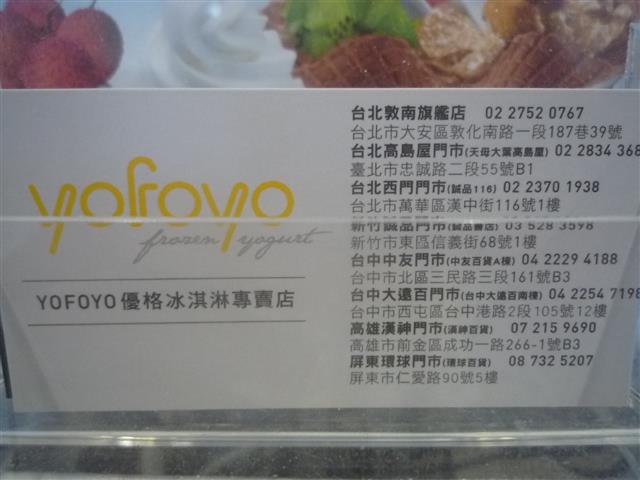 yofoyo
frozen yogurt
YOFOYO優格冰淇淋專賣店
台北敦南旗艦店 02 2752 0767
台北市大安區敦化南路一段187巷39號
台北高島屋門市(天母大葉高島屋) 02 2834 368
臺北市忠誠路二段55號B1
台北西門門市(誠品116) 02 2370 1938
台北市萬華區漢中街116號1樓
新竹誠品門市(誠品書店) 03 528 3598
新竹市東區信義街68號1樓
台中中友門市(中友百貨A棟) 04 2229 4188
台中市北區三民路三段161號B3
台中大遠百門市(台中大遠百南棟) 04 2254 7198
台中市西屯區台中港路2段105號12樓
高雄漢神門市(漢神百貨) 07 215 9690
高雄市前金區成功一路266-1號B3
屏東環球門市(環球百貨) 08 732 5207
屏東市仁愛路90號5樓